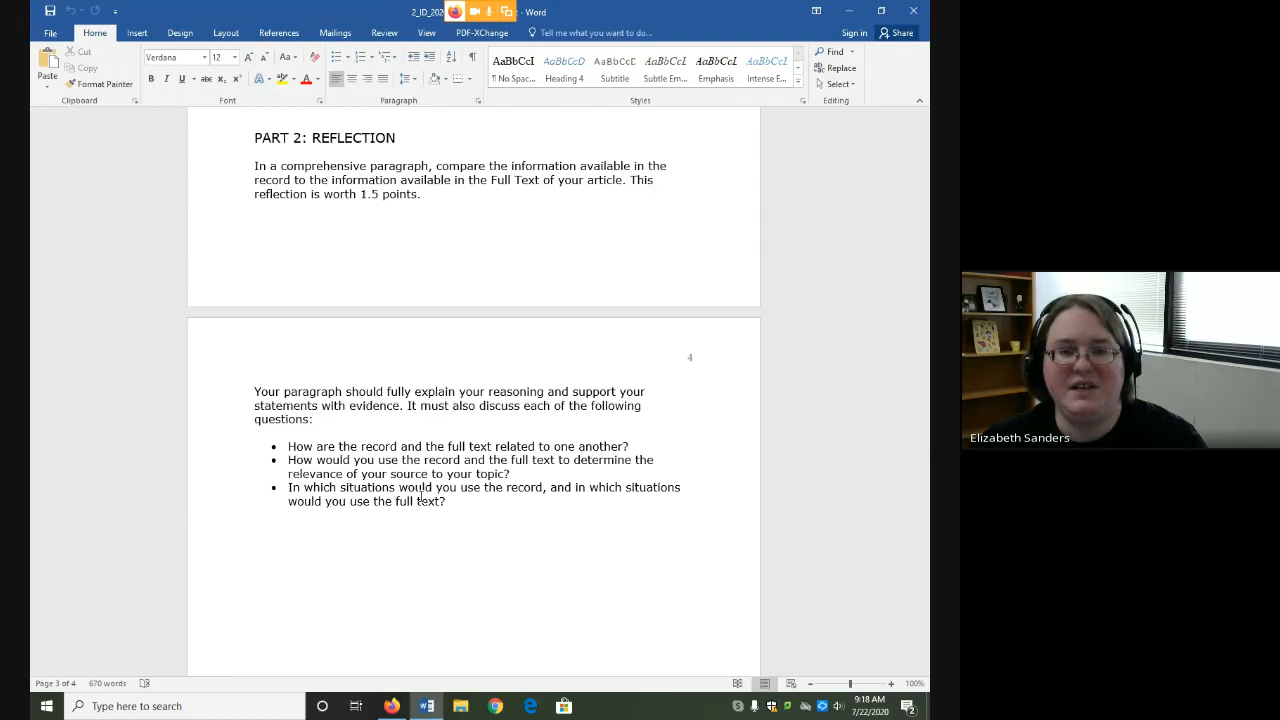 2_ID_202
- Word
File
Home
Insert
Design
Layout
References
Mailings
Review
View
PDF-XChange
Tell me what you want to do...
Sign in
Share
Paste
Cut
Copy
Format Painter
Clipboard
Verdana
12
Font
Paragraph
AaBbCcI
AaBbCcD
AaBbCcD
AaBbCcI
AaBbCcI
AaBbCcI
¶ No Spac...
Heading 4
Subtitle
Subtle Em...
Emphasis
Intense E...
Styles
Find
Replace
Select
Editing
PART 2: REFLECTION
In a comprehensive paragraph, compare the information available in the
record to the information available in the Full Text of your article. This
reflection is worth 1.5 points.
4
Your paragraph should fully explain your reasoning and support your
statements with evidence. It must also discuss each of the following
questions:
• How are the record and the full text related to one another?
• How would you use the record and the full text to determine the
relevance of your source to your topic?
• In which situations would you use the record, and in which situations
would you use the full text?
Elizabeth Sanders
Page 3 of 4
670 words
100%
Type here to search
9:18 AM
7/22/2020
2